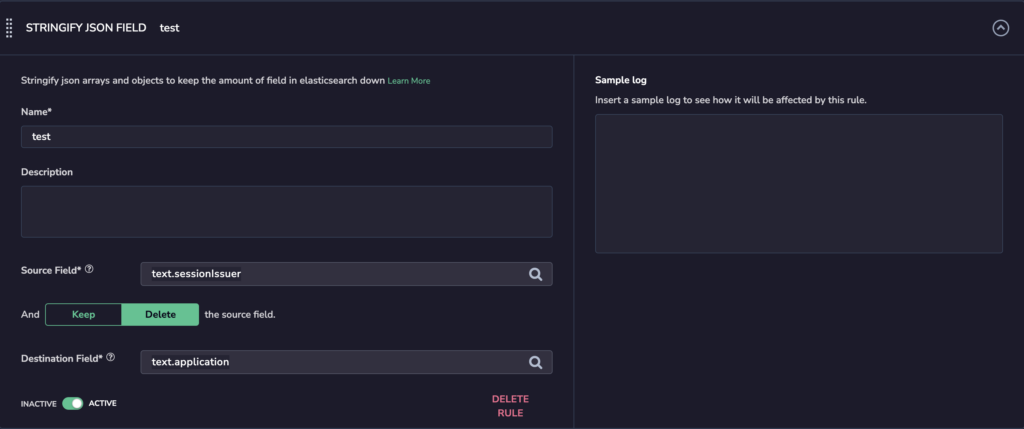 STRINGIFY JSON FIELD test
Stringify json arrays and objects to keep the amount of field in elasticsearch down Learn More
Name*
test
Description
Source Field* ?
text.sessionIssuer
And Keep Delete the source field.
Destination Field* ?
text.application
INACTIVE ACTIVE
DELETE
RULE
Sample log
Insert a sample log to see how it will be affected by this rule.